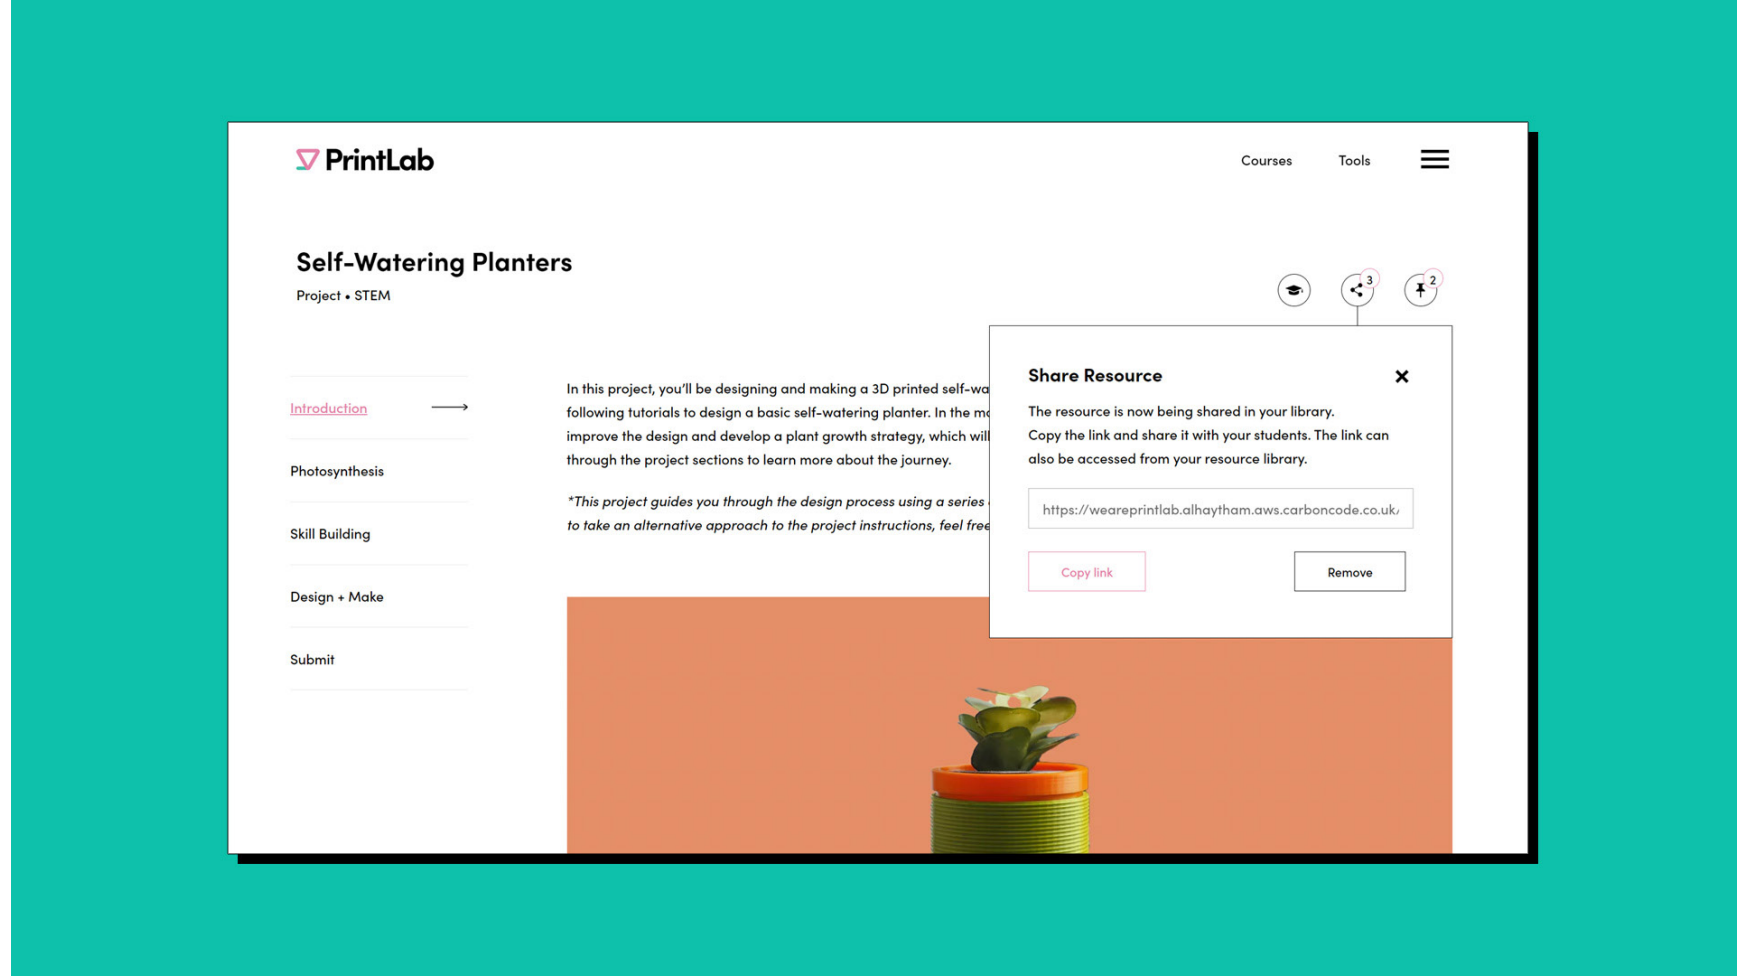 PrintLab
Courses
Tools
Self-Watering Planters
Project • STEM
3
2
Introduction
Photosynthesis
Skill Building
Design + Make
Submit
In this project, you'll be designing and making a 3D printed
following tutorials to design a basic self-watering planter. In the
improve the design and develop a plant growth strategy, which
through the project sections to learn more about the journey.
*This project guides you through the design process using a series
to take an alternative approach to the project instructions, feel
Share Resource
The resource is now being shared in your library.
Copy the link and share it with your students. The link can
also be accessed from your resource library.
https://weareprintlab.alhaytham.aws.carboncode.co.uk/
Copy link
Remove